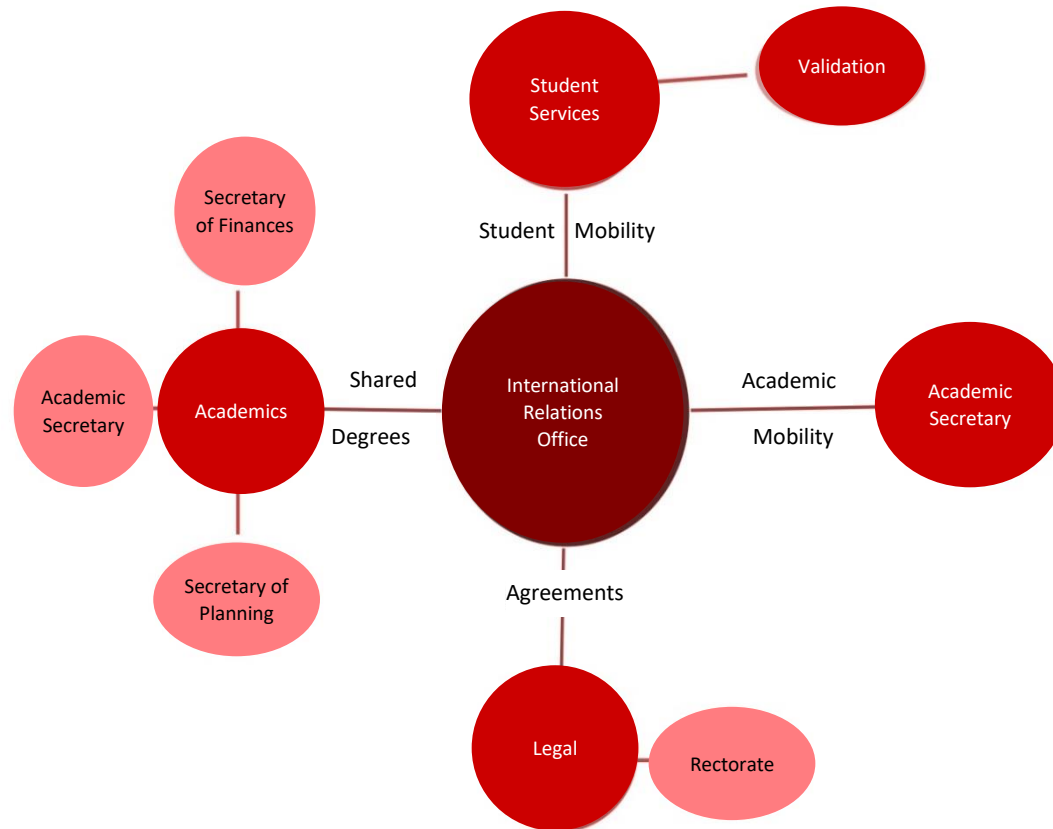 Student
Services
Validation
Secretary
of Finances
Student Mobility
Academic
Secretary
Academics
Shared
Degrees
International
Relations
Office
Academic
Mobility
Academic
Secretary
Secretary of
Planning
Agreements
Legal
Rectorate